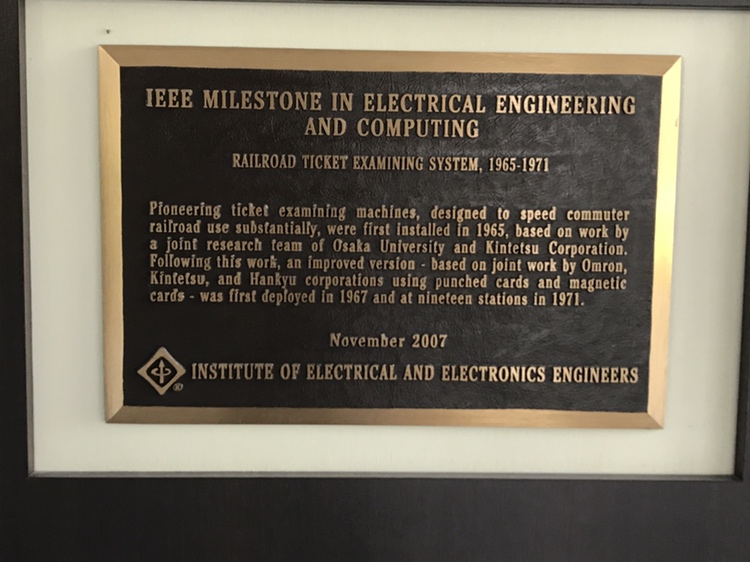 IEEE MILESTONE IN ELECTRICAL ENGINEERING
AND COMPUTING
RAILROAD TICKET EXAMINING SYSTEM, 1965-1971
Pioneering ticket examining machines, designed to speed commuter
railroad use substantially, were first installed in 1965, based on work by
a joint research team of Osaka University and Kintetsu Corporation.
Following this work, an improved version - based on joint work by Omron,
Kintetsu, and Hankyu corporations using punched cards and magnetic
cards - was first deployed in 1967 and at nineteen stations in 1971.
November 2007
® INSTITUTE OF ELECTRICAL AND ELECTRONICS ENGINEERS